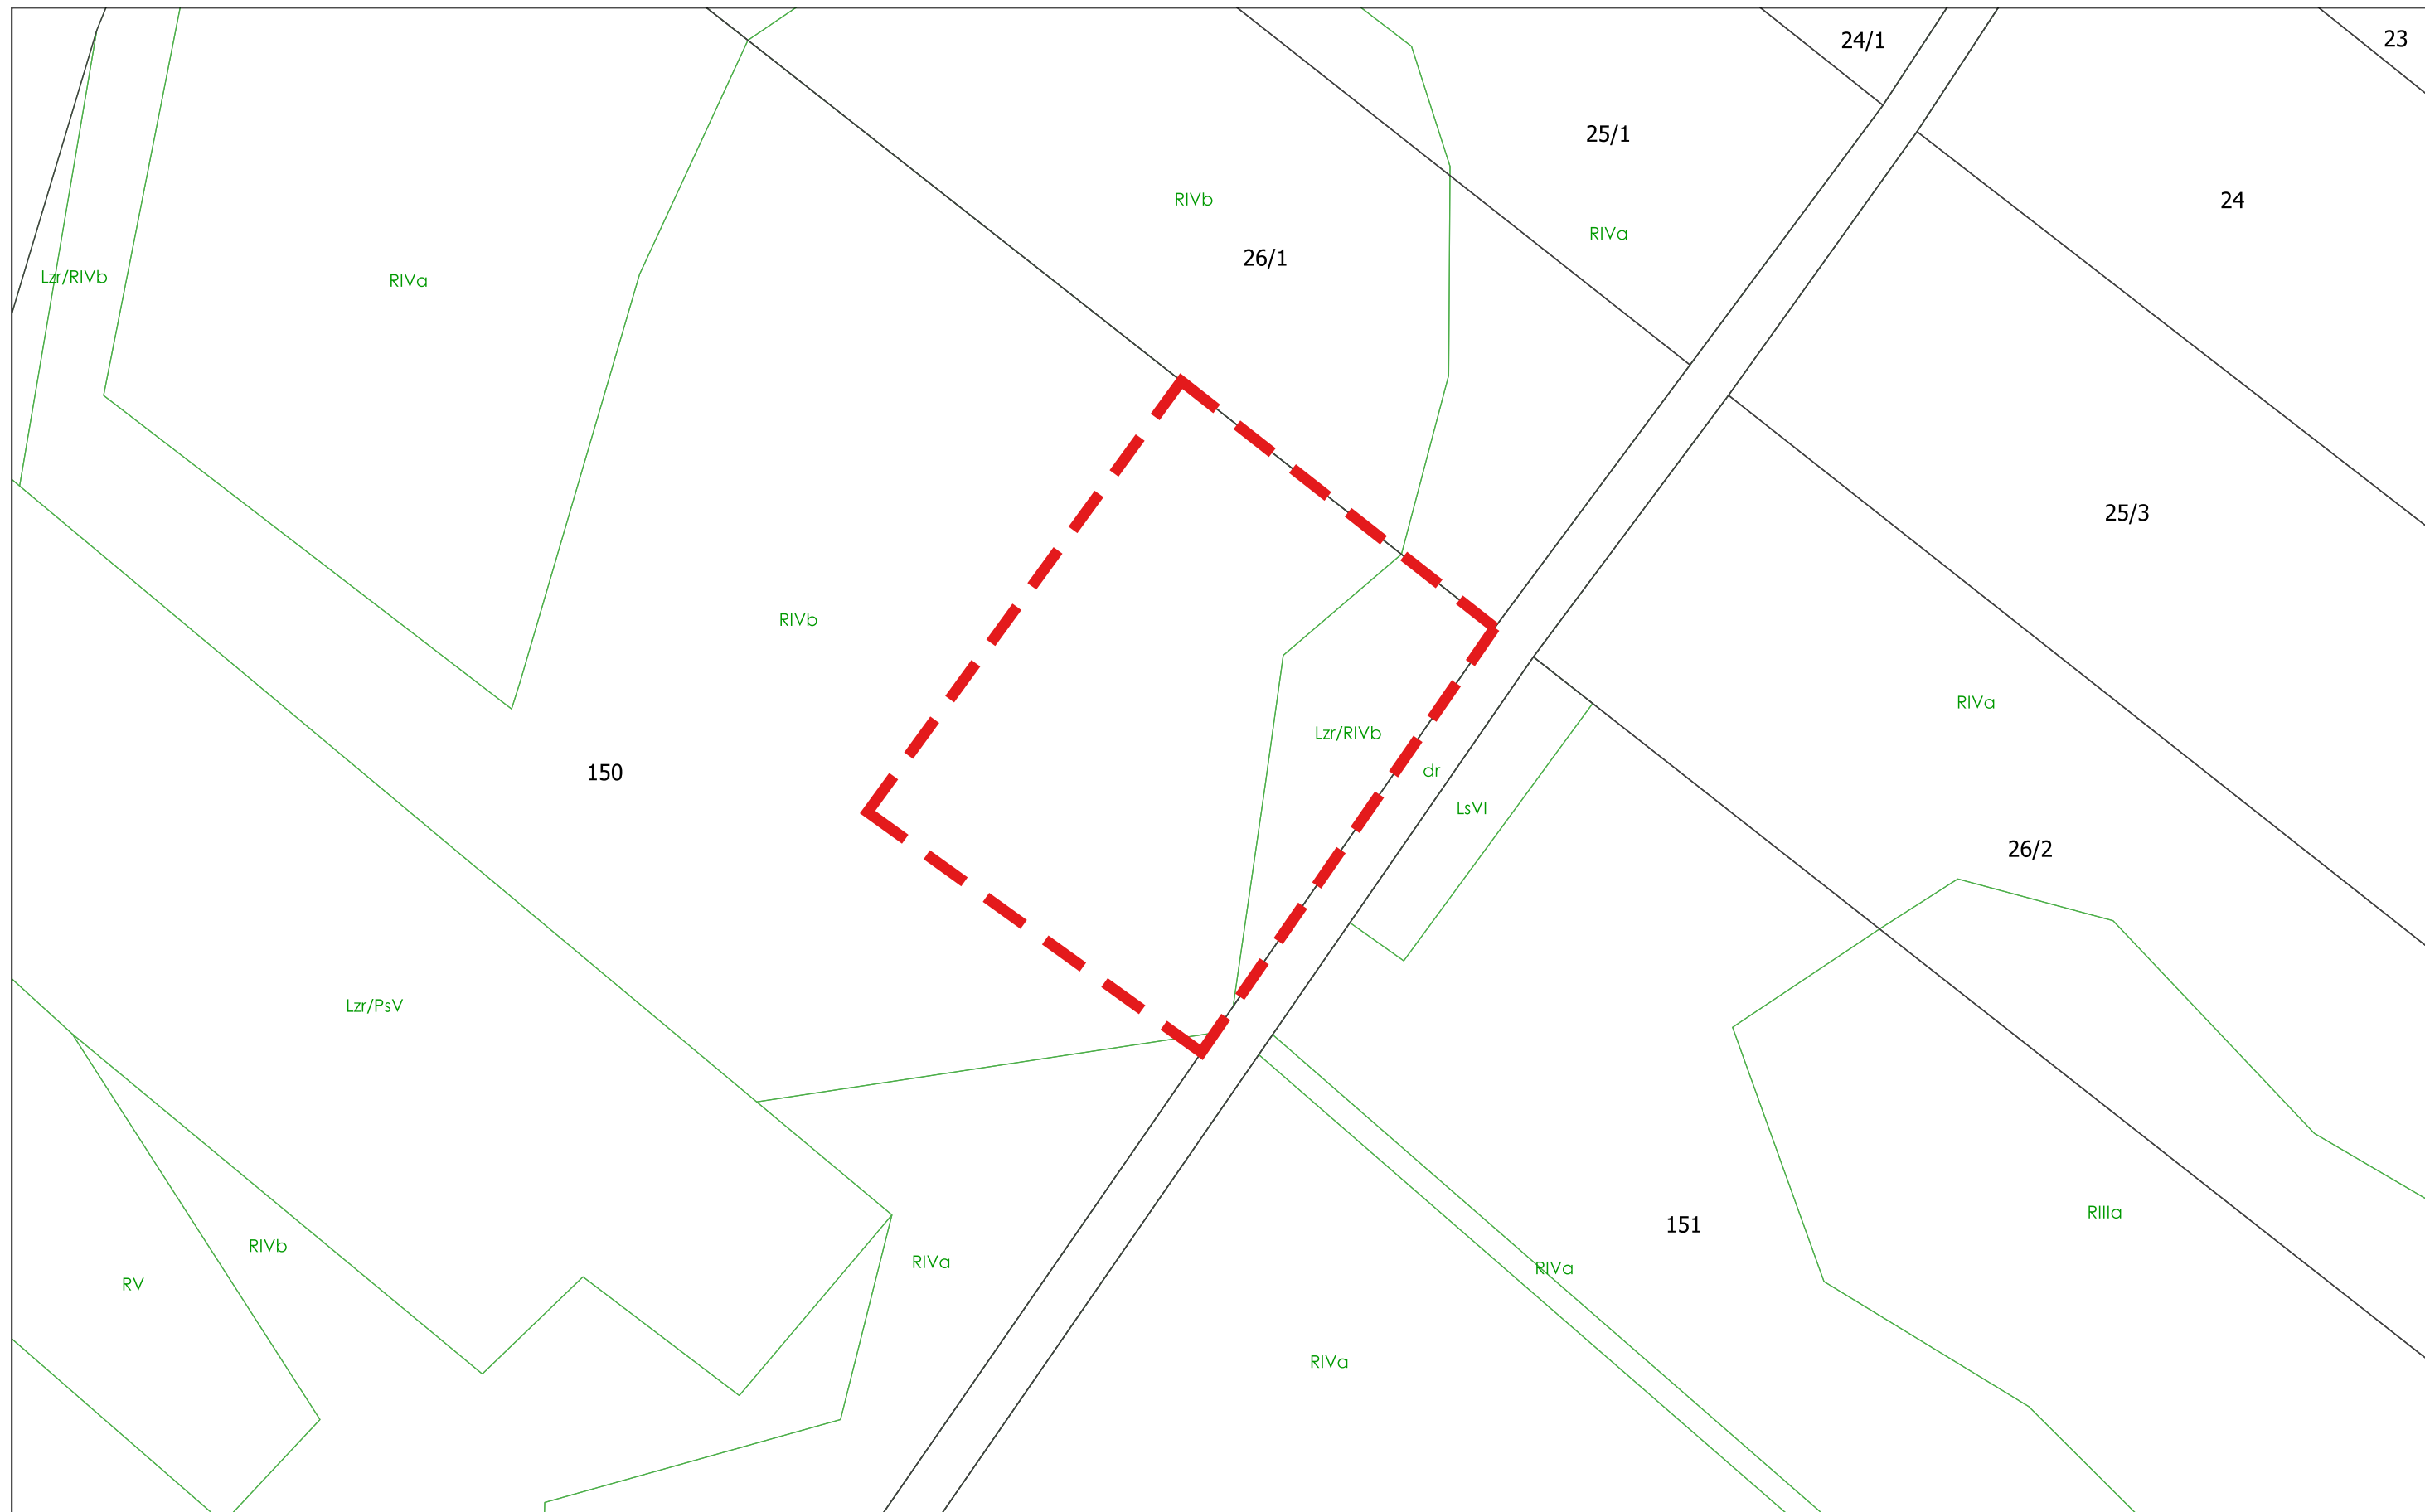 24/1
23
25/1
24
RIVb
RIVa
26/1
Lzr/RIVb
RIVa
25/3
RIVb
RIVa
Lzr/RIVb
150
dr
LsVI
26/2
Lzr/PsV
RIIIa
151
RIVb
RIVa
RIVa
RV
RIVa